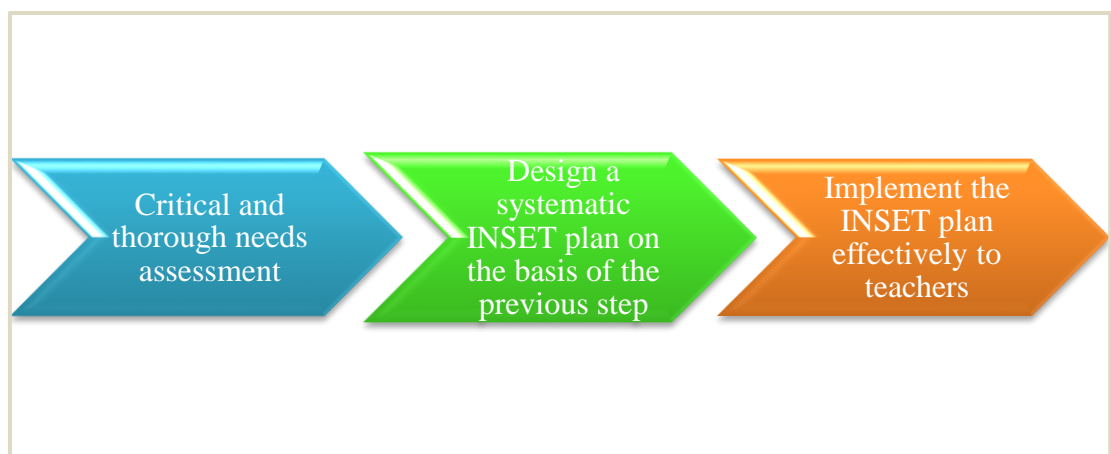 Critical and
thorough needs
assessment
Design a
systematic
INSET plan on
the basis of the
previous step
Implement the
INSET plan
effectively to
teachers